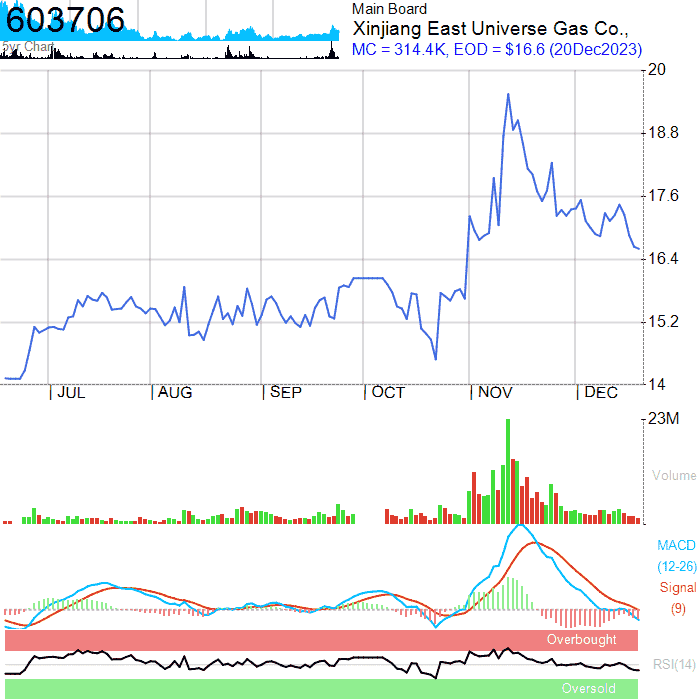 603706
5yr Chart
Main Board
Xinjiang East Universe Gas Co.,
MC = 314.4K, EOD = $16.6 (20Dec2023)
20
18.8
17.6
16.4
15.2
14
| JUL | AUG | SEP | OCT | NOV | DEC
23M
Volume
MACD
(12-26)
Signal
(9)
Overbought
RSI(14)
Oversold